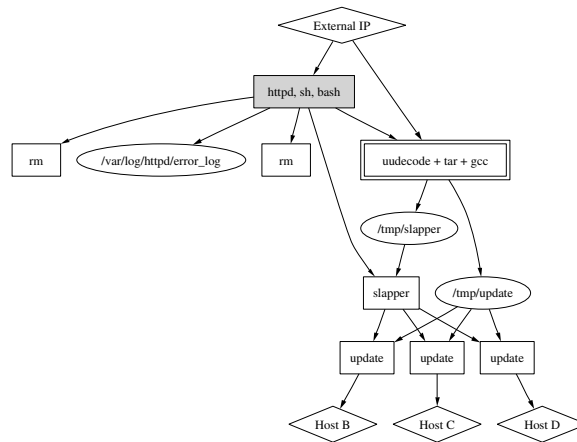 External IP
httpd, sh, bash
rm
/var/log/httpd/error_log
rm
uudecode + tar + gcc
/tmp/slapper
slapper
/tmp/update
update
update
update
Host B
Host C
Host D